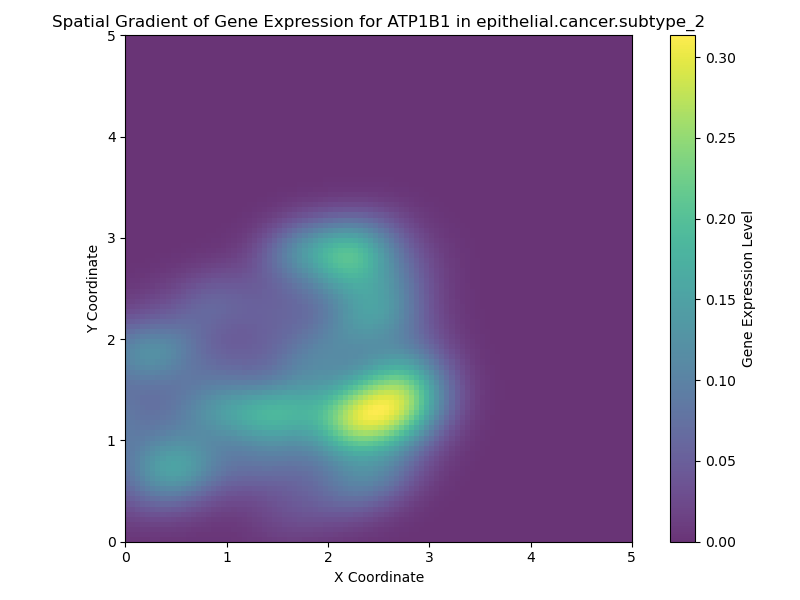 Spatial Gradient of Gene Expression for ATP1B1 in epithelial.cancer.subtype_2
5
4
3
2
1
0
Y Coordinate
0 1 2 3 4 5
X Coordinate
0.30
0.25
0.20
0.15
0.10
0.05
0.00
Gene Expression Level